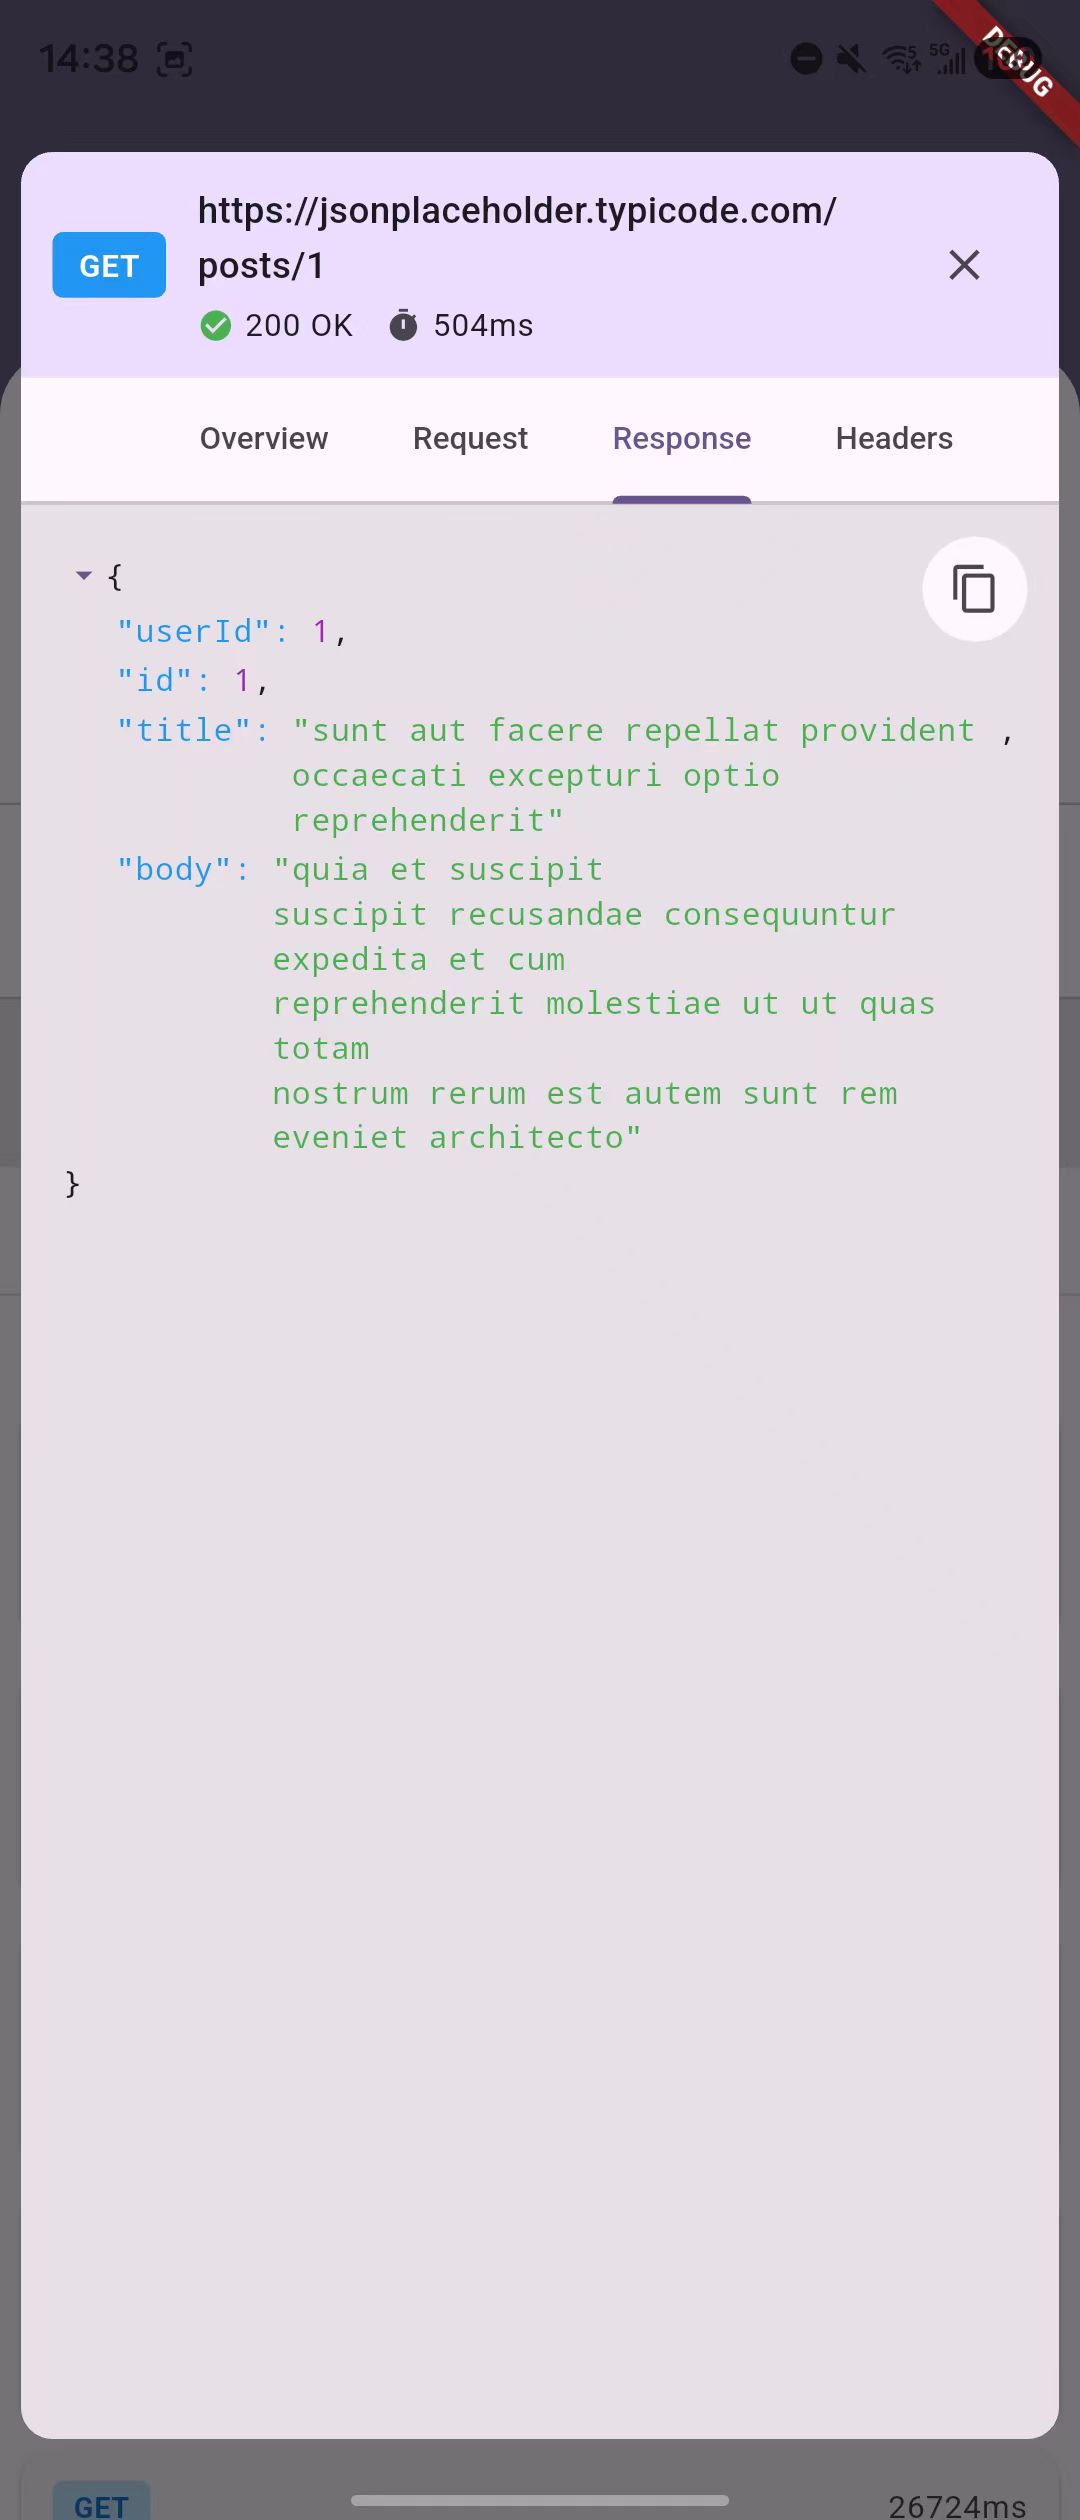 14:38
5G
DEBUG
https://jsonplaceholder.typicode.com/
GET
posts/1
200 OK 504ms
Overview Request Response Headers
{
"userId": 1,
"id": 1,
"title": "sunt aut facere repellat provident ,
occaecati excepturi optio
reprehenderit"
"body": "quia et suscipit
suscipit recusandae consequuntur
expedita et cum
reprehenderit molestiae ut ut quas
totam
nostrum rerum est autem sunt rem
eveniet architecto"
}
GET 26724ms